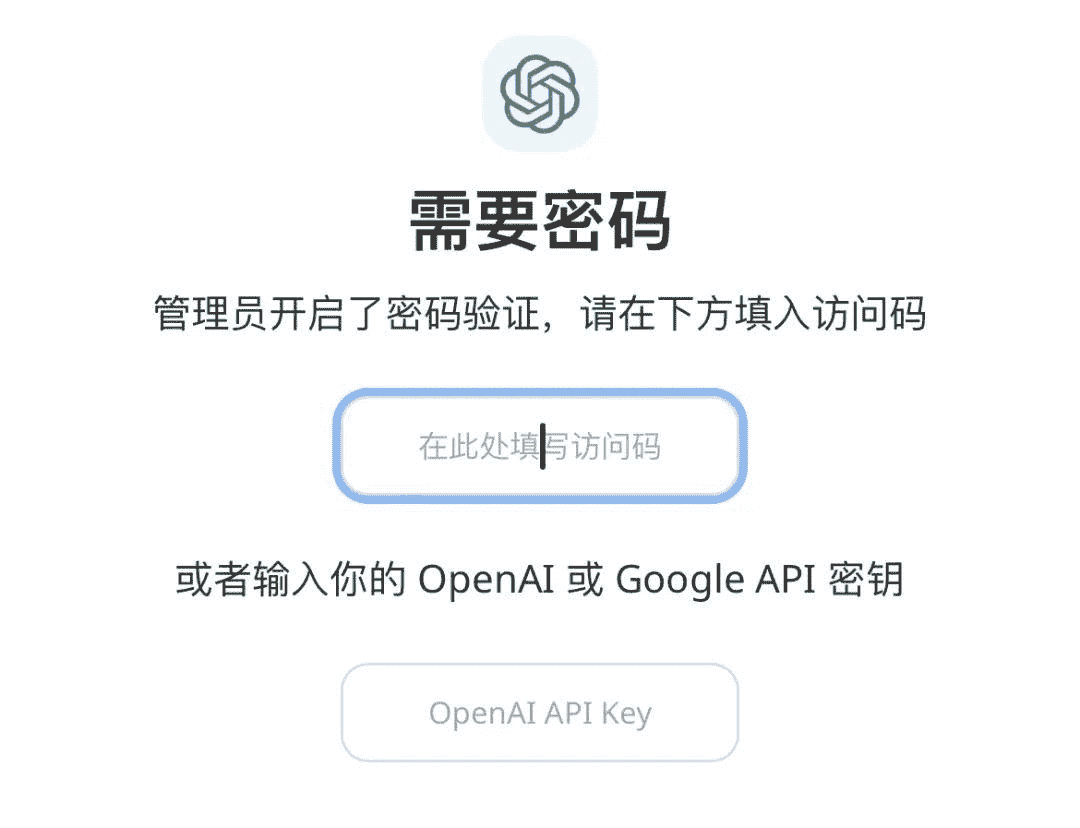 需要密码
管理员开启了密码验证，请在下方填入访问码
在此处填写访问码
或者输入你的 OpenAI 或 Google API 密钥
OpenAI API Key